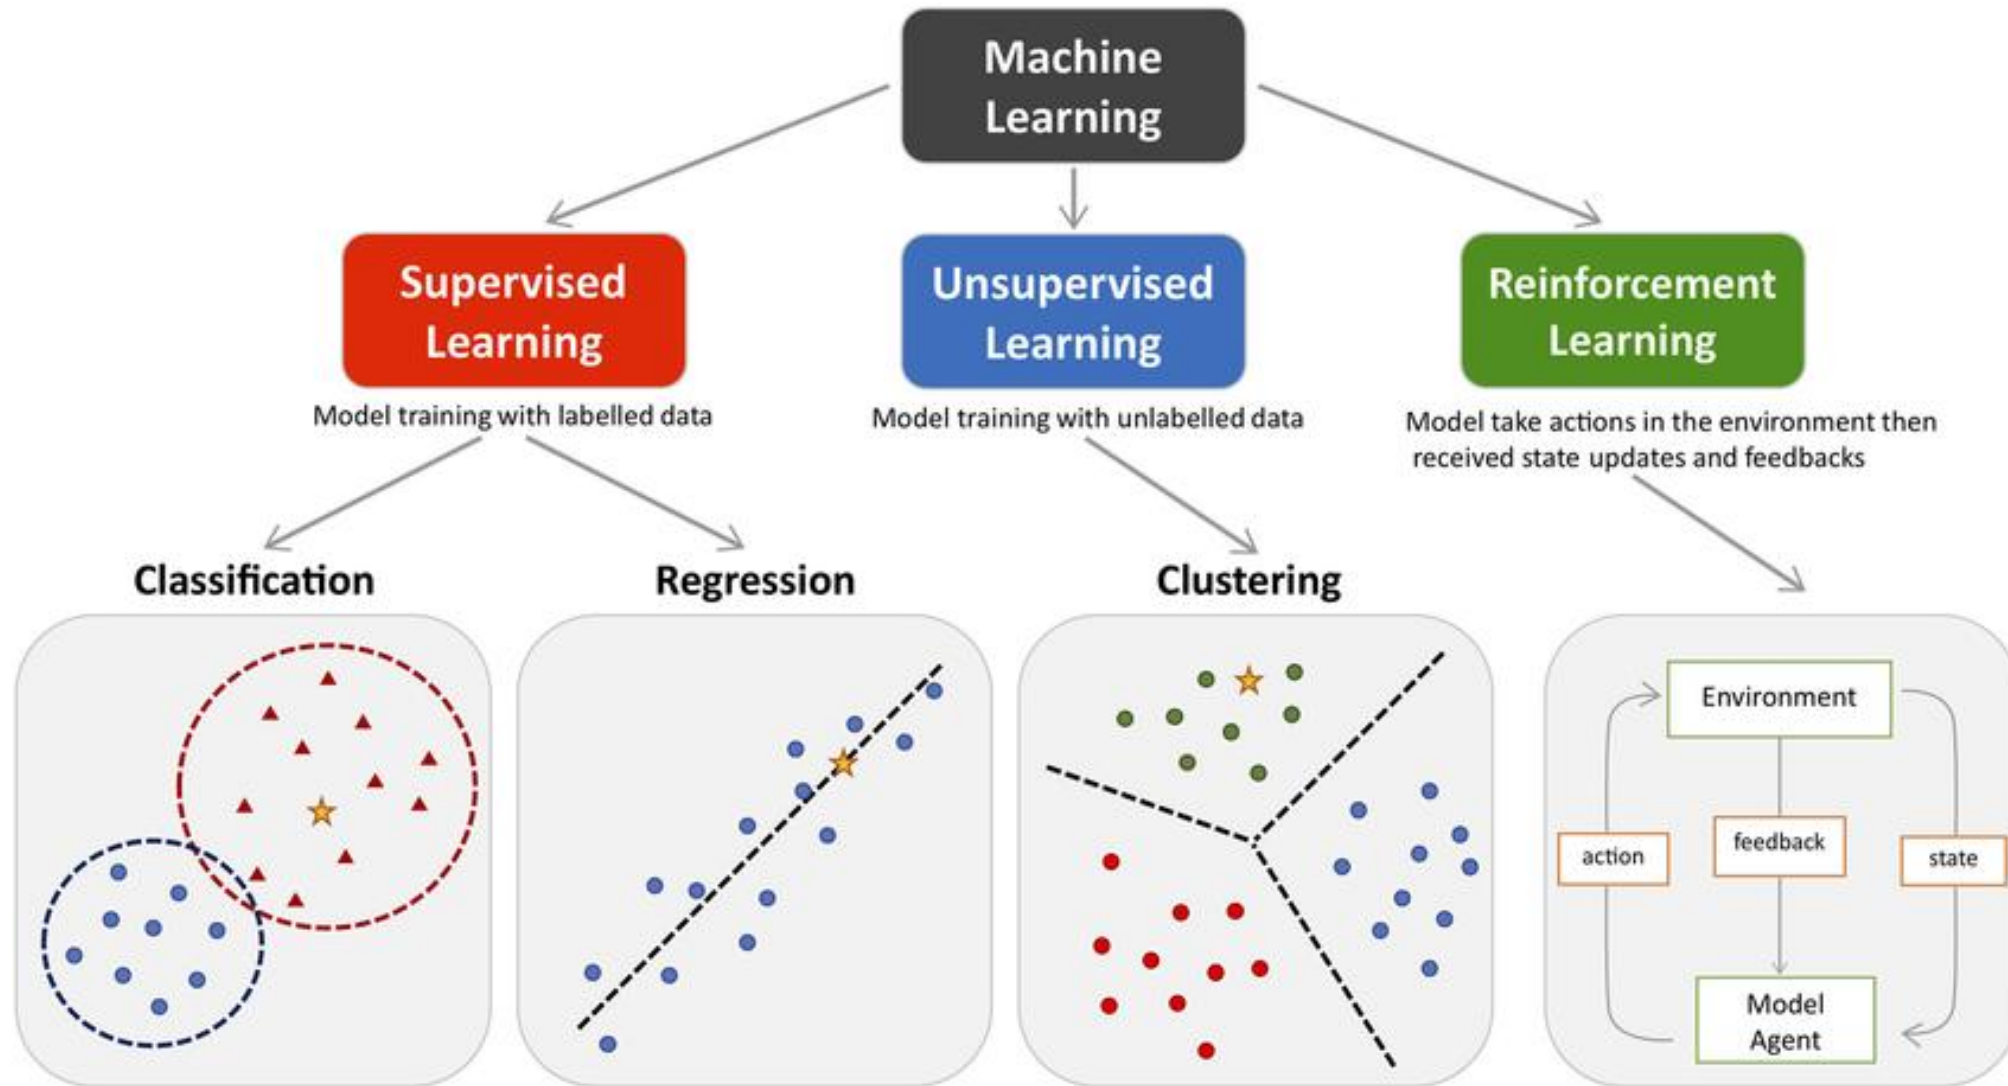 Machine
Learning
Supervised
Learning
Unsupervised
Learning
Reinforcement
Learning
Model training with labelled data
Model training with unlabelled data
Model take actions in the environment then
received state updates and feedbacks
Classification
Regression
Clustering
Environment
action
feedback
state
Model
Agent